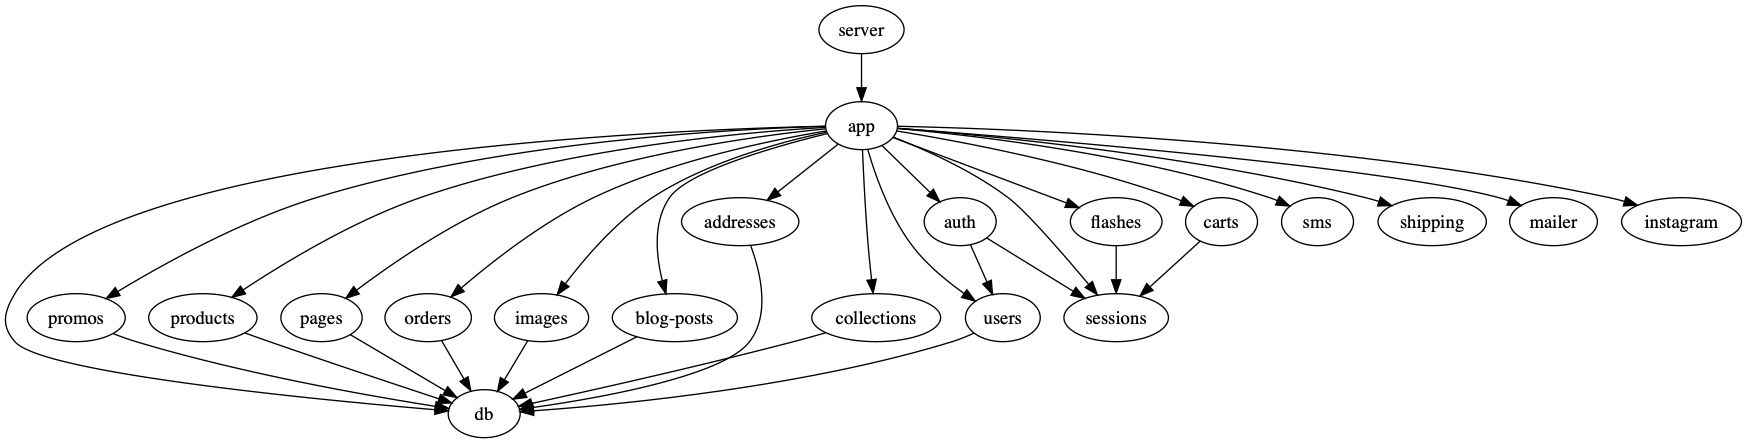 server
app
addresses
auth
flashes
carts
sms
shipping
mailer
instagram
promos
products
pages
orders
images
blog-posts
collections
users
sessions
db